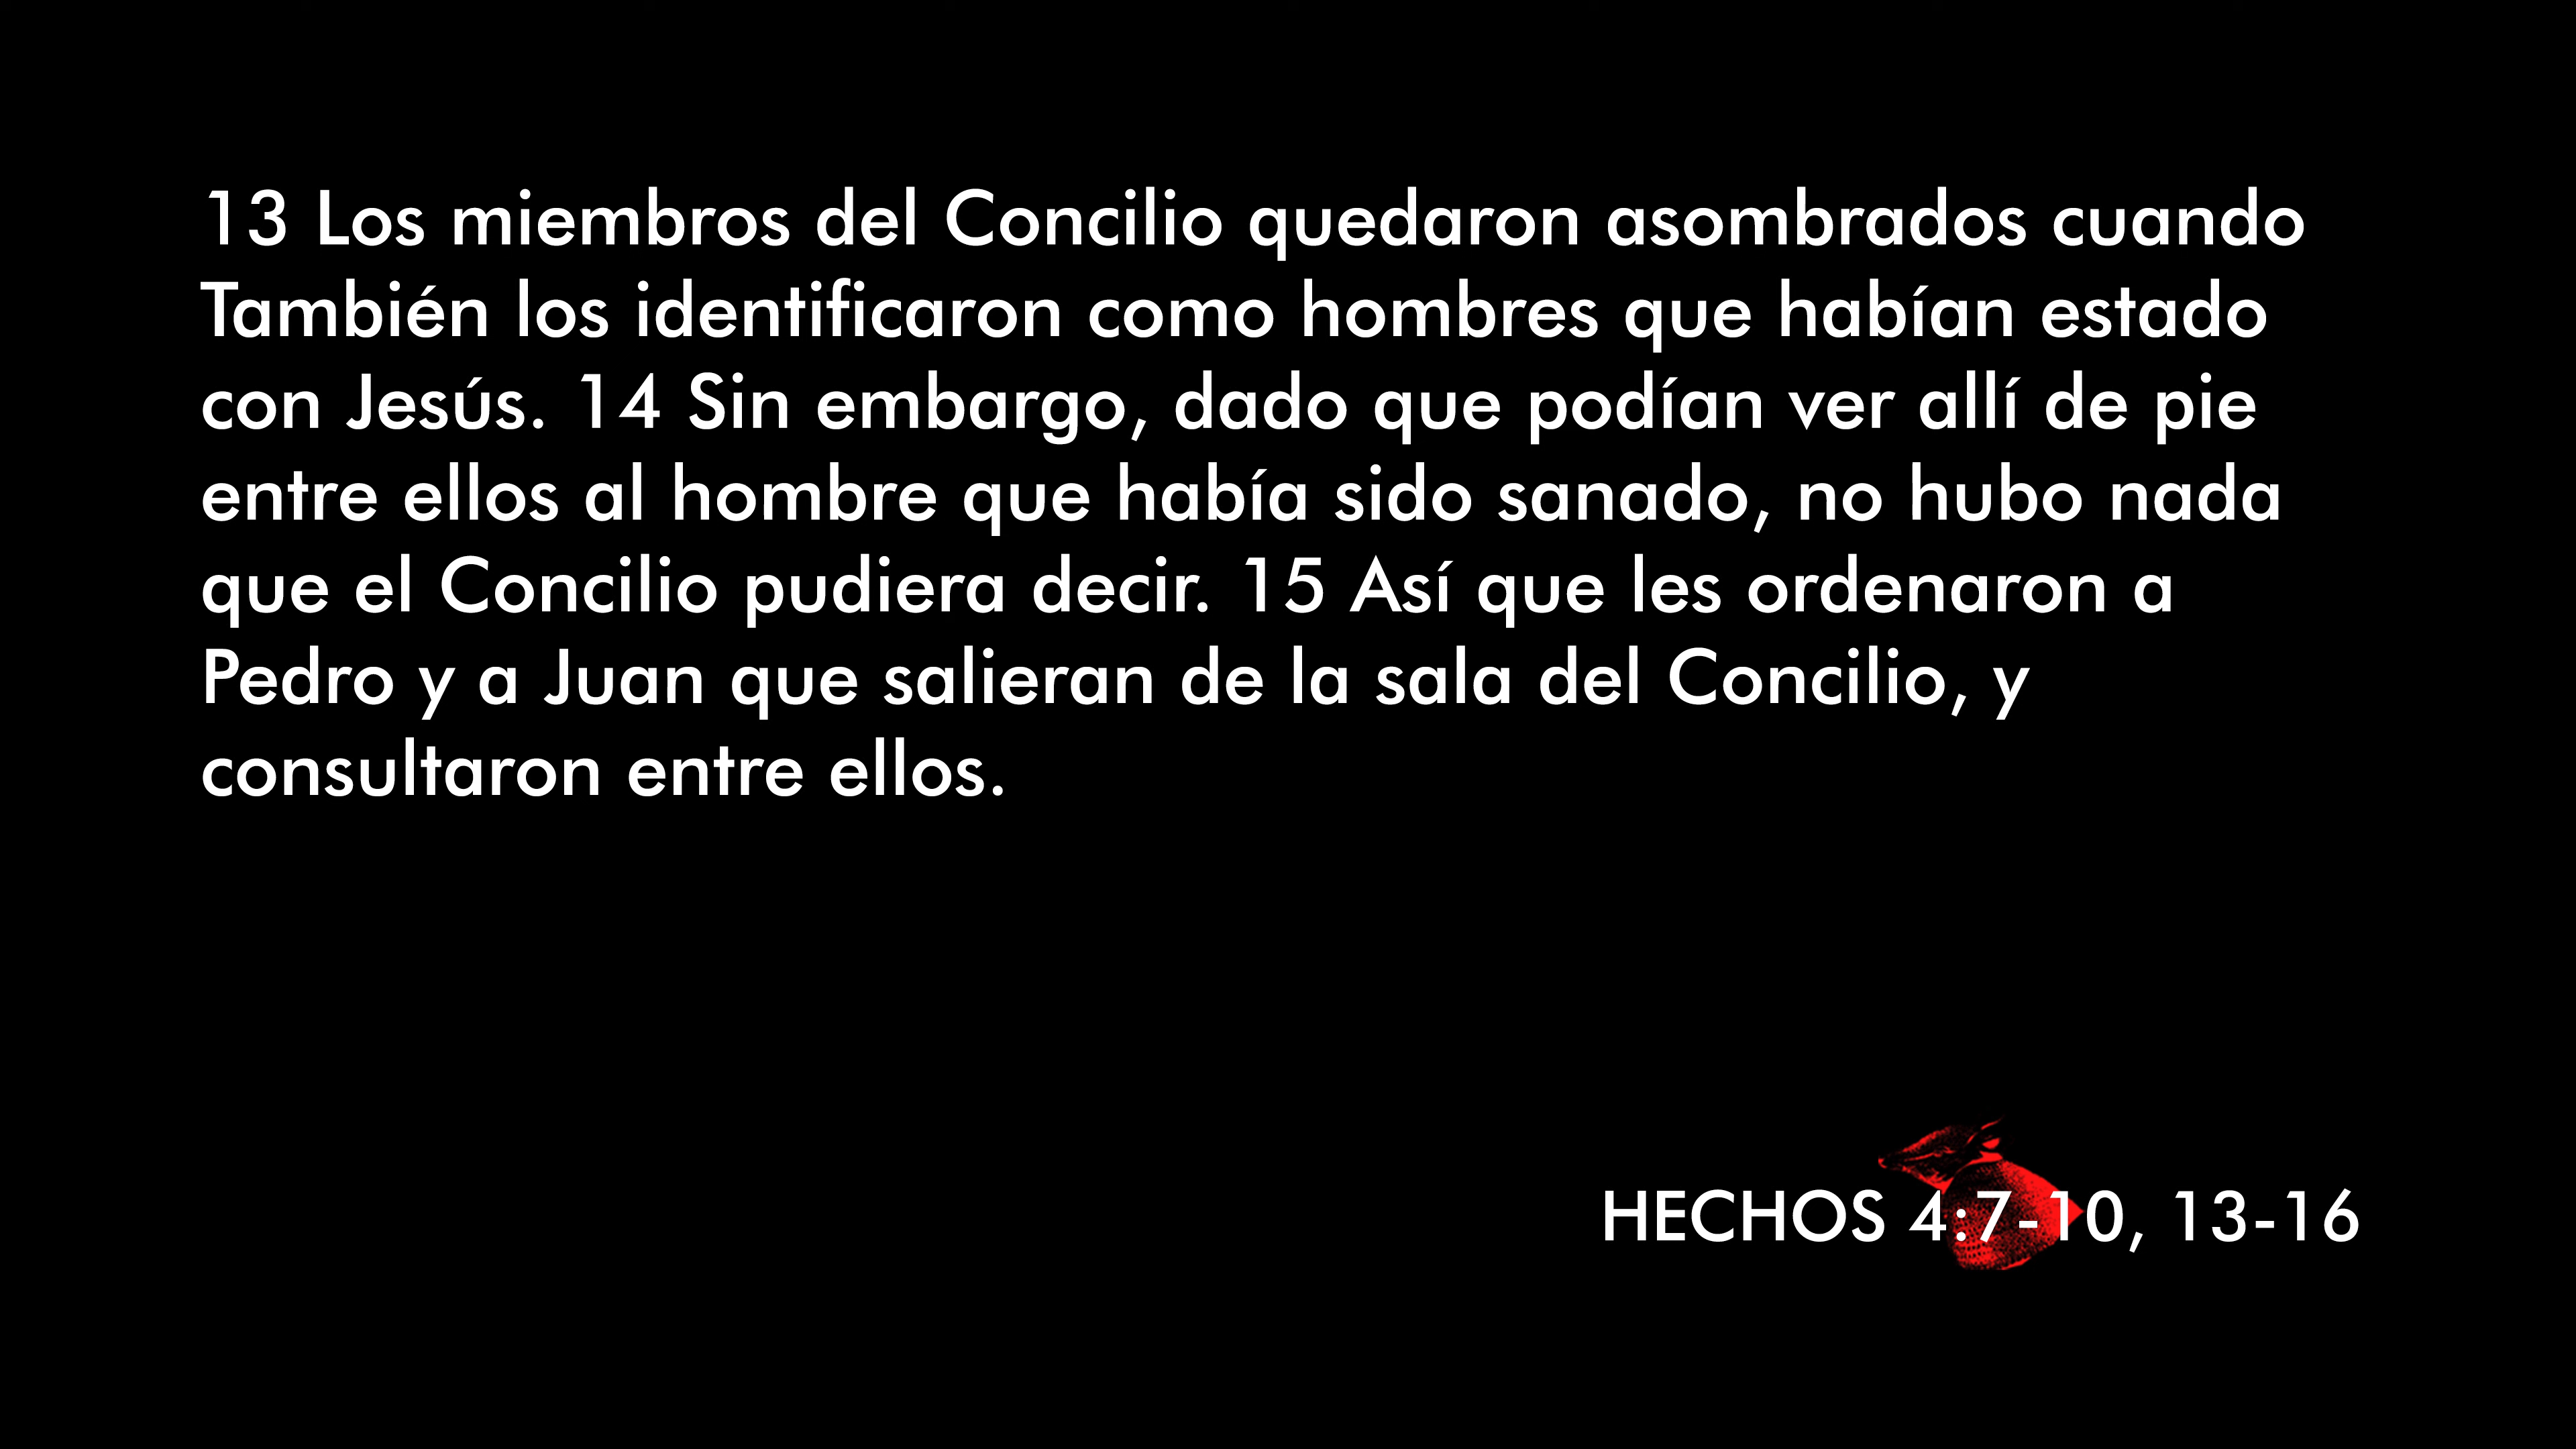 13 Los miembros del Concilio quedaron asombrados cuando
También los identificaron como hombres que habían estado
con Jesús. 14 Sin embargo, dado que podían ver allí de pie
entre ellos al hombre que había sido sanado, no hubo nada
que el Concilio pudiera decir. 15 Así que les ordenaron a
Pedro y a Juan que salieran de la sala del Concilio, y
consultaron entre ellos.
HECHOS 4:7-10, 13-16